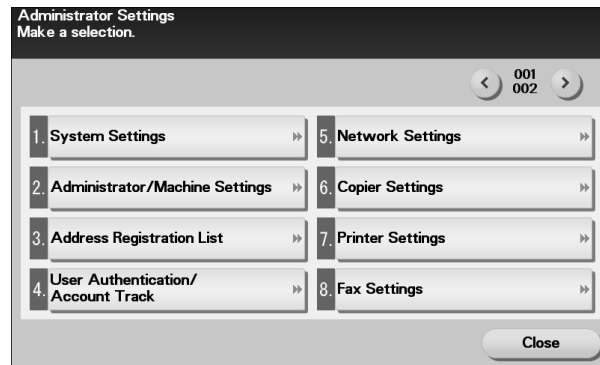 Administrator Settings
Make a selection.
001
002
1. System Settings
2. Administrator/Machine Settings
3. Address Registration List
4. User Authentication/
Account Track
5. Network Settings
6. Copier Settings
7. Printer Settings
8. Fax Settings
Close